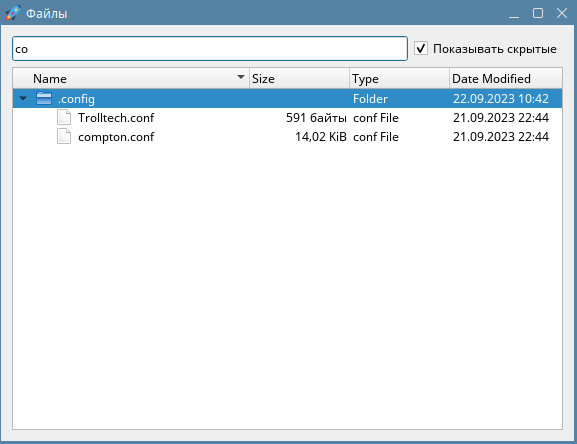 Файлы
co
Показывать скрытые
Name Size Type Date Modified
.config Folder 22.09.2023 10:42
Trolltech.conf 591 байты conf File 21.09.2023 22:44
compton.conf 14,02 KiB conf File 21.09.2023 22:44